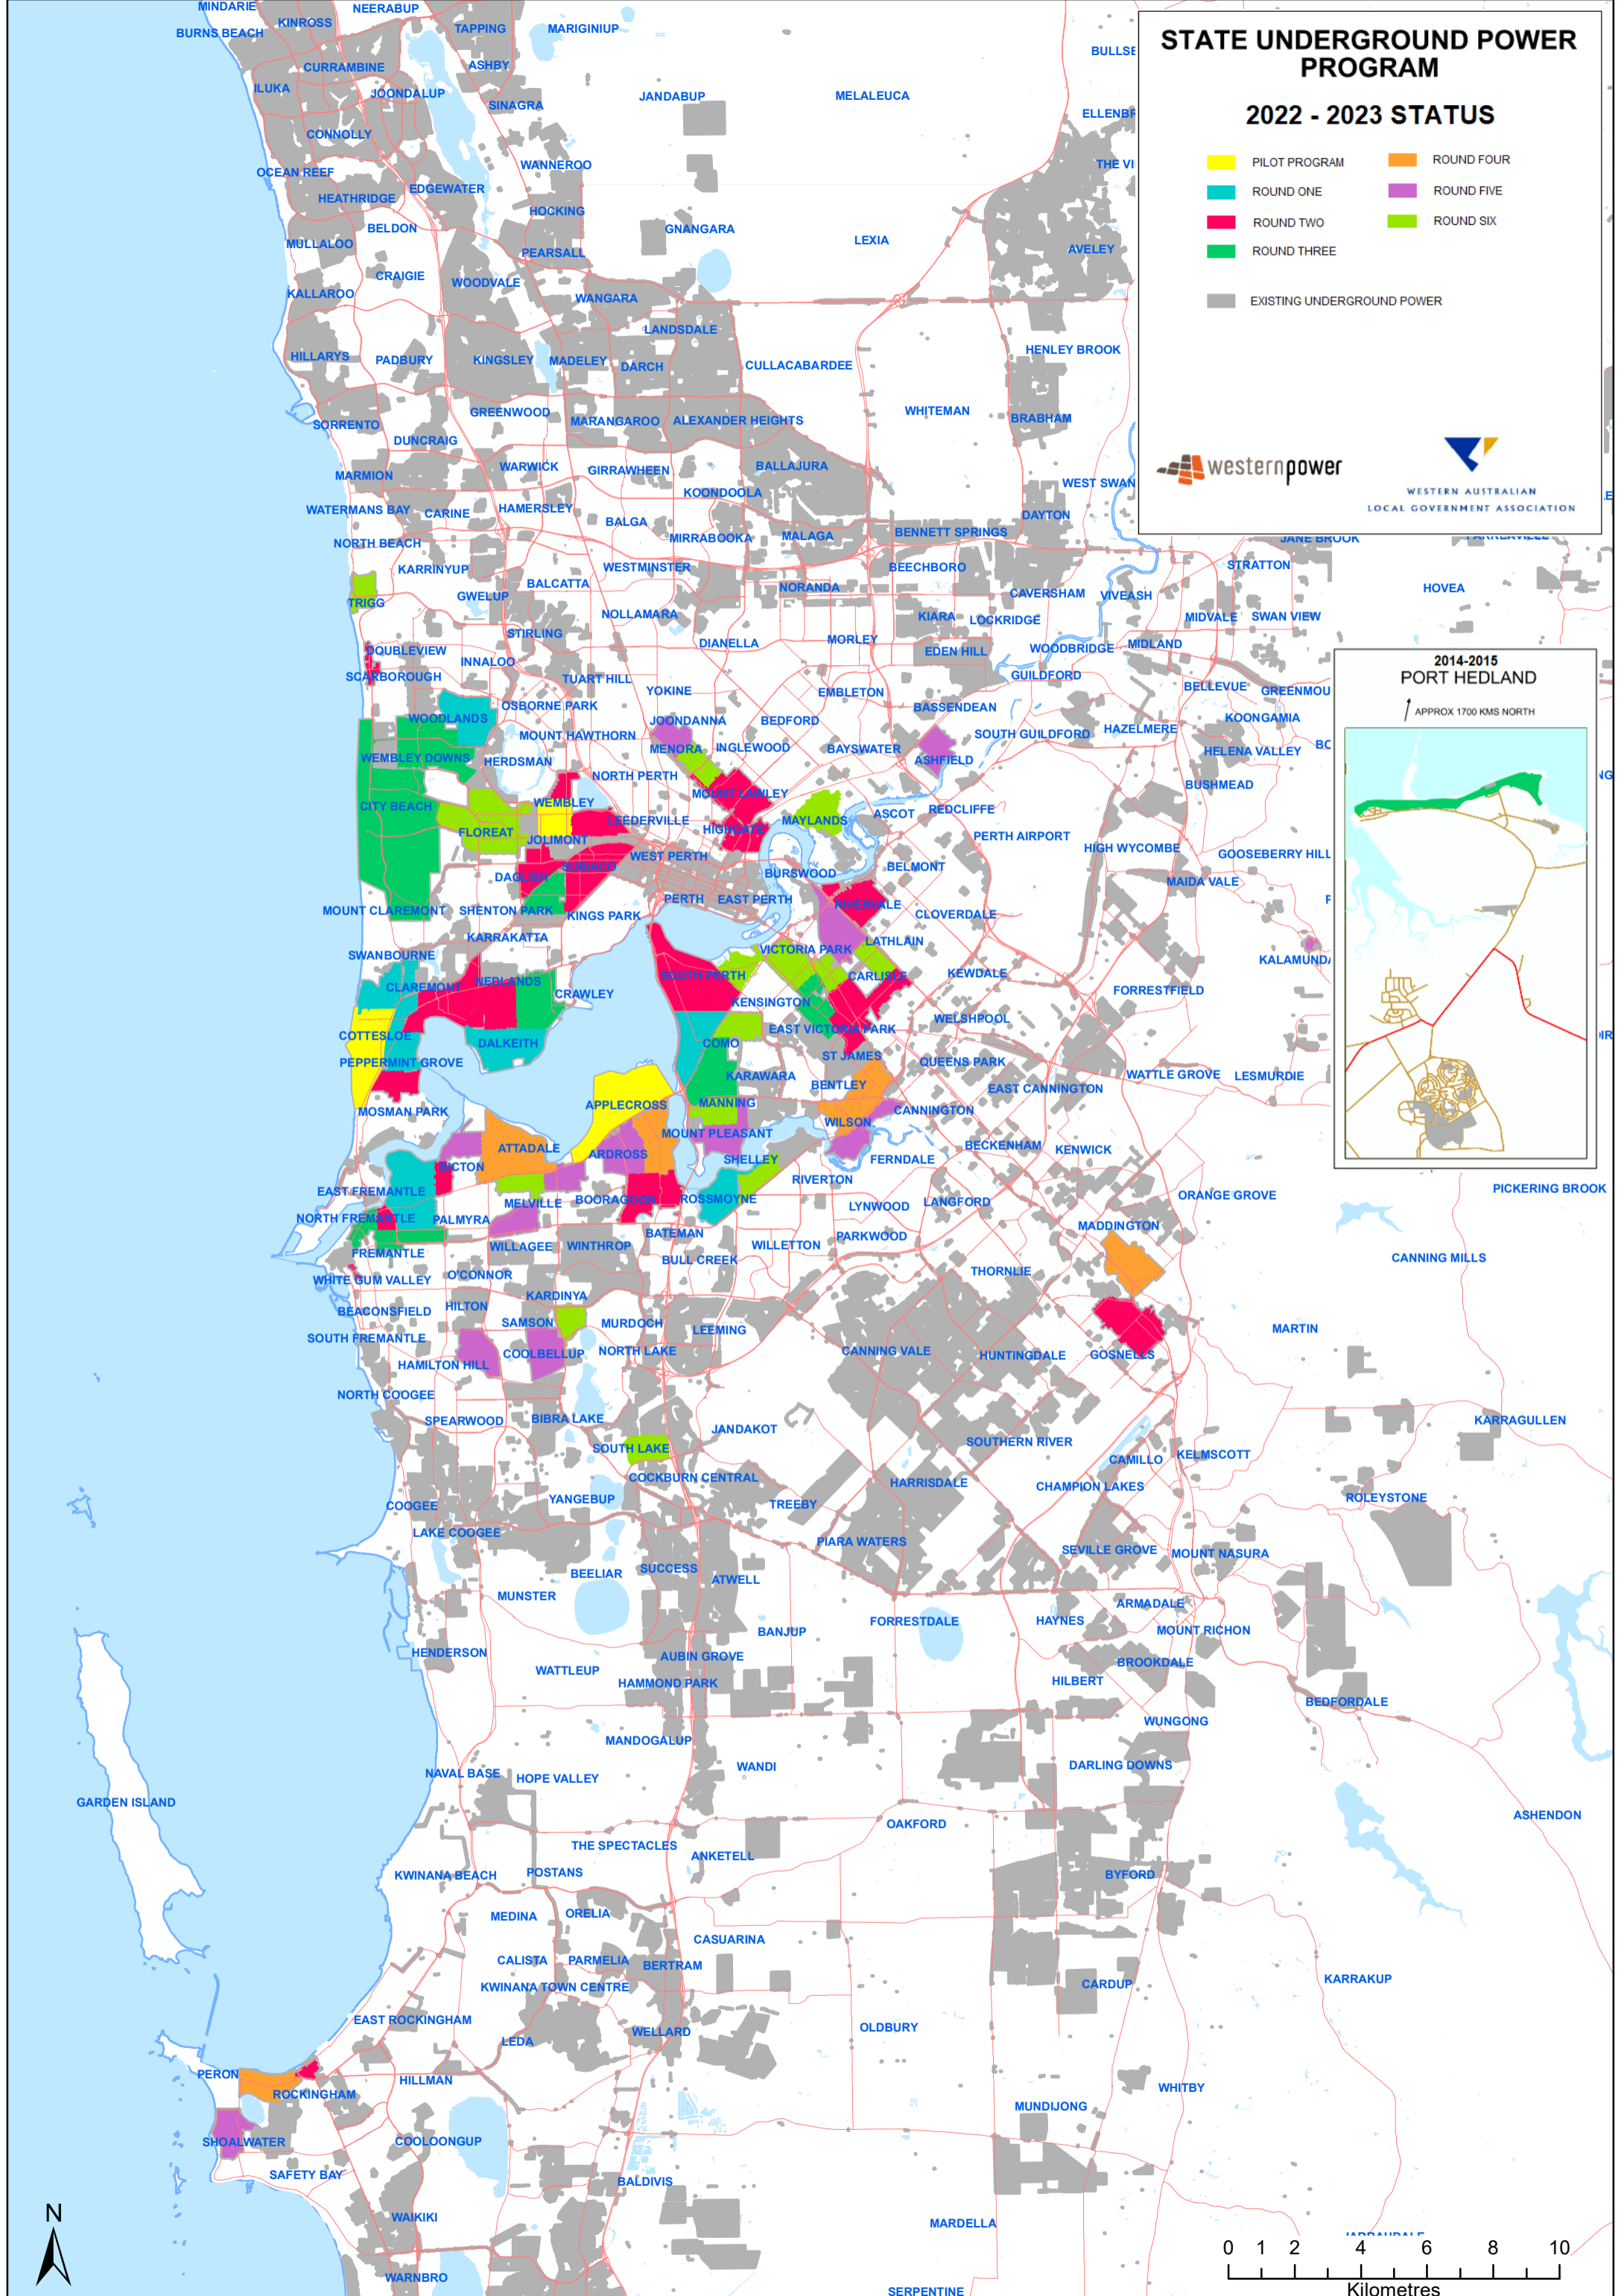 MINDARIE
NEERABUP
KINROSS
BURNS BEACH
TAPPING
MARIGINIUP
BULLSB
CURRAMBINE
ASHBY
ILUKA
JOONDALUP
SINAGRA
JANDABUP
MELALEUCA
ELLENBR
CONNOLLY
WANNEROO
THE VI
OCEAN REEF
EDGEWATER
HEATHRIDGE
HOCKING
BELDON
GNANGARA
LEXIA
MULLALOO
PEARSALL
AVELEY
CRAIGIE
WOODVALE
KALLAROO
WANGARA
LANDSDALE
HENLEY BROOK
HILLARYS
PADBURY
KINGSLEY
MADELEY
DARCH
CULLACABARDEE
GREENWOOD
WHITEMAN
BRABHAM
SORRENTO
MARANGAROO
ALEXANDER HEIGHTS
DUNCRAIG
WARWICK
GIRRAWHEEN
BALLAJURA
MARMION
KOONDOOLA
WEST SWAN
WATERMANS BAY
CARINE
HAMERSLEY
BALGA
DAYTON
NORTH BEACH
MIRRABOOKA
MALAGA
BENNETT SPRINGS
STATE UNDERGROUND POWER
PROGRAM
2022 - 2023 STATUS
PILOT PROGRAM
ROUND FOUR
ROUND ONE
ROUND FIVE
ROUND TWO
ROUND SIX
ROUND THREE
EXISTING UNDERGROUND POWER
westernpower
WESTERN AUSTRALIAN
LOCAL GOVERNMENT ASSOCIATION
JANE BROOK
PARKERVILLE
KARRINYUP
WESTMINSTER
BEECHBORO
STRATTON
BALCATTA
NORANDA
HOVEA
TRIGG
GWELUP
CAVERSHAM
VIVEASH
NOLLAMARA
KIARA
LOCKRIDGE
MIDVALE
SWAN VIEW
STIRLING
DIANELLA
MORLEY
DOUBLEVIEW
EDEN HILL
WOODBRIDGE
MIDLAND
INNALOO
SCARBOROUGH
TUART HILL
GUILDFORD
YOKINE
EMBLETON
BELLEVUE
GREENMOU
OSBORNE PARK
BASSENDEAN
WOODLANDS
JOONDANNA
BEDFORD
KOONGAMIA
MOUNT HAWTHORN
SOUTH GUILDFORD
HAZELMERE
MENORA
INGLEWOOD
BAYSWATER
HELENA VALLEY
WEMBLEY DOWNS
HERDSMAN
ASHFIELD
NORTH PERTH
BUSHMEAD
MOUNT LAWLEY
CITY BEACH
WEMBLEY
REDCLIFFE
LEEDERVILLE
MAYLANDS
ASCOT
FLOREAT
HIGHGATE
PERTH AIRPORT
JOLIMONT
HIGH WYCOMBE
GOOSEBERRY HILL
SUBIACO
WEST PERTH
BURSWOOD
BELMONT
DAGLISH
MAIDA VALE
PERTH
EAST PERTH
RIVERVALE
MOUNT CLAREMONT
SHENTON PARK
KINGS PARK
CLOVERDALE
KARRAKATTA
LATHLAIN
VICTORIA PARK
SWANBOURNE
KALAMUNDA
SOUTH PERTH
CARLISLE
KEWDALE
NEDLANDS
CLAREMONT
CRAWLEY
FORRESTFIELD
KENSINGTON
WELSHPOOL
COTTESLOE
EAST VICTORIA PARK
DALKEITH
COMO
ST JAMES
PEPPERMINT GROVE
QUEENS PARK
KARAWARA
WATTLE GROVE
LESMURDIE
BENTLEY
EAST CANNINGTON
MOSMAN PARK
APPLECROSS
MANNING
CANNINGTON
WILSON
MOUNT PLEASANT
ATTADALE
BECKENHAM
KENWICK
ARDROSS
SHELLEY
FERNDALE
BICTON
RIVERTON
EAST FREMANTLE
ORANGE GROVE
PICKERING BROOK
MELVILLE
BOORAGOON
ROSSMOYNE
LYNWOOD
LANGFORD
NORTH FREMANTLE
PALMYRA
MADDINGTON
BATEMAN
PARKWOOD
WILLAGEE
WINTHROP
WILLETTON
FREMANTLE
BULL CREEK
CANNING MILLS
THORNLIE
WHITE GUM VALLEY
O'CONNOR
KARDINYA
BEACONSFIELD
HILTON
SAMSON
MURDOCH
LEEMING
MARTIN
SOUTH FREMANTLE
COOLBELLUP
NORTH LAKE
CANNING VALE
HUNTINGDALE
GOSNELLS
HAMILTON HILL
NORTH COOGEE
SPEARWOOD
BIBRA LAKE
JANDAKOT
KARRAGULLEN
SOUTH LAKE
SOUTHERN RIVER
CAMILLO
KELMSCOTT
COCKBURN CENTRAL
HARRISDALE
CHAMPION LAKES
COOGEE
YANGEBUP
TREEBY
ROLEYSTONE
LAKE COOGEE
PIARA WATERS
SEVILLE GROVE
MOUNT NASURA
BEELIAR
SUCCESS
ATWELL
MUNSTER
ARMADALE
FORRESTDALE
HAYNES
BANJUP
MOUNT RICHON
HENDERSON
AUBIN GROVE
BROOKDALE
WATTLEUP
HAMMOND PARK
HILBERT
BEDFORDALE
WUNGONG
MANDOGALUP
WANDI
DARLING DOWNS
NAVAL BASE
HOPE VALLEY
GARDEN ISLAND
ASHENDON
OAKFORD
THE SPECTACLES
ANKETELL
KWINANA BEACH
POSTANS
BYFORD
MEDINA
ORELIA
CASUARINA
CALISTA
PARMELIA
BERTRAM
KARRAKUP
KWINANA TOWN CENTRE
CARDUP
EAST ROCKINGHAM
OLDBURY
LEDA
WELLARD
PERON
HILLMAN
WHITBY
ROCKINGHAM
MUNDIJONG
SHOALWATER
COOLOONGUP
SAFETY BAY
BALDIVIS
WAIKIKI
MARDELLA
WARNBRO
SERPENTINE
2014-2015
PORT HEDLAND
APPROX 1700 KMS NORTH
N
0 1 2 4 6 8 10
Kilometres